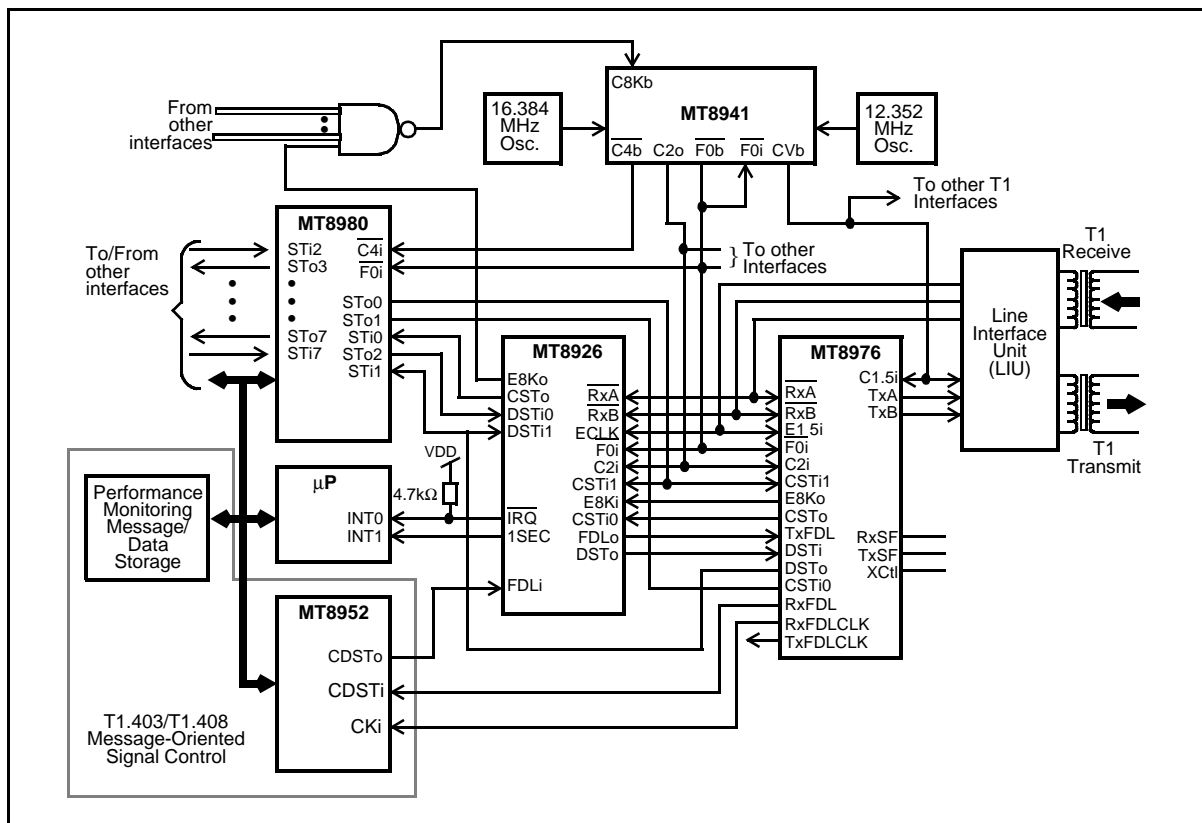 C8Kb
MT8941
16.384
MHz
Osc.
12.352
MHz
Osc.
C4b C2o F0b F0i CVb
From
other
interfaces
To other T1
Interfaces
MT8980
To/From
other
interfaces
STi2
STo3
STo7
STi7
C4i
F0i
STo0
STo1
STi0
STo2
STi1
} To other
Interfaces
MT8926
E8Ko
CSTo
DSTi0
DSTi1
IRQ
1SEC
FDLi
RxA
RxB
ECLK
F0i
C2i
CSTi1
E8Ki
CSTi0
FDLo
DSTo
MT8976
RxA
RxB
E1.5i
F0i
C2i
CSTi1
E8Ko
CSTo
TxFDL
DSTi
DSTo
CSTi0
RxFDL
RxFDLCLK
TxFDLCLK
C1.5i
TxA
TxB
RxSF
TxSF
XCtl
Line
Interface
Unit
(LIU)
T1
Receive
T1
Transmit
VDD
4.7kΩ
Performance
Monitoring
Message/
Data
Storage
µP
INT0
INT1
MT8952
CDSTo
CDSTi
CKi
T1.403/T1.408
Message-Oriented
Signal Control